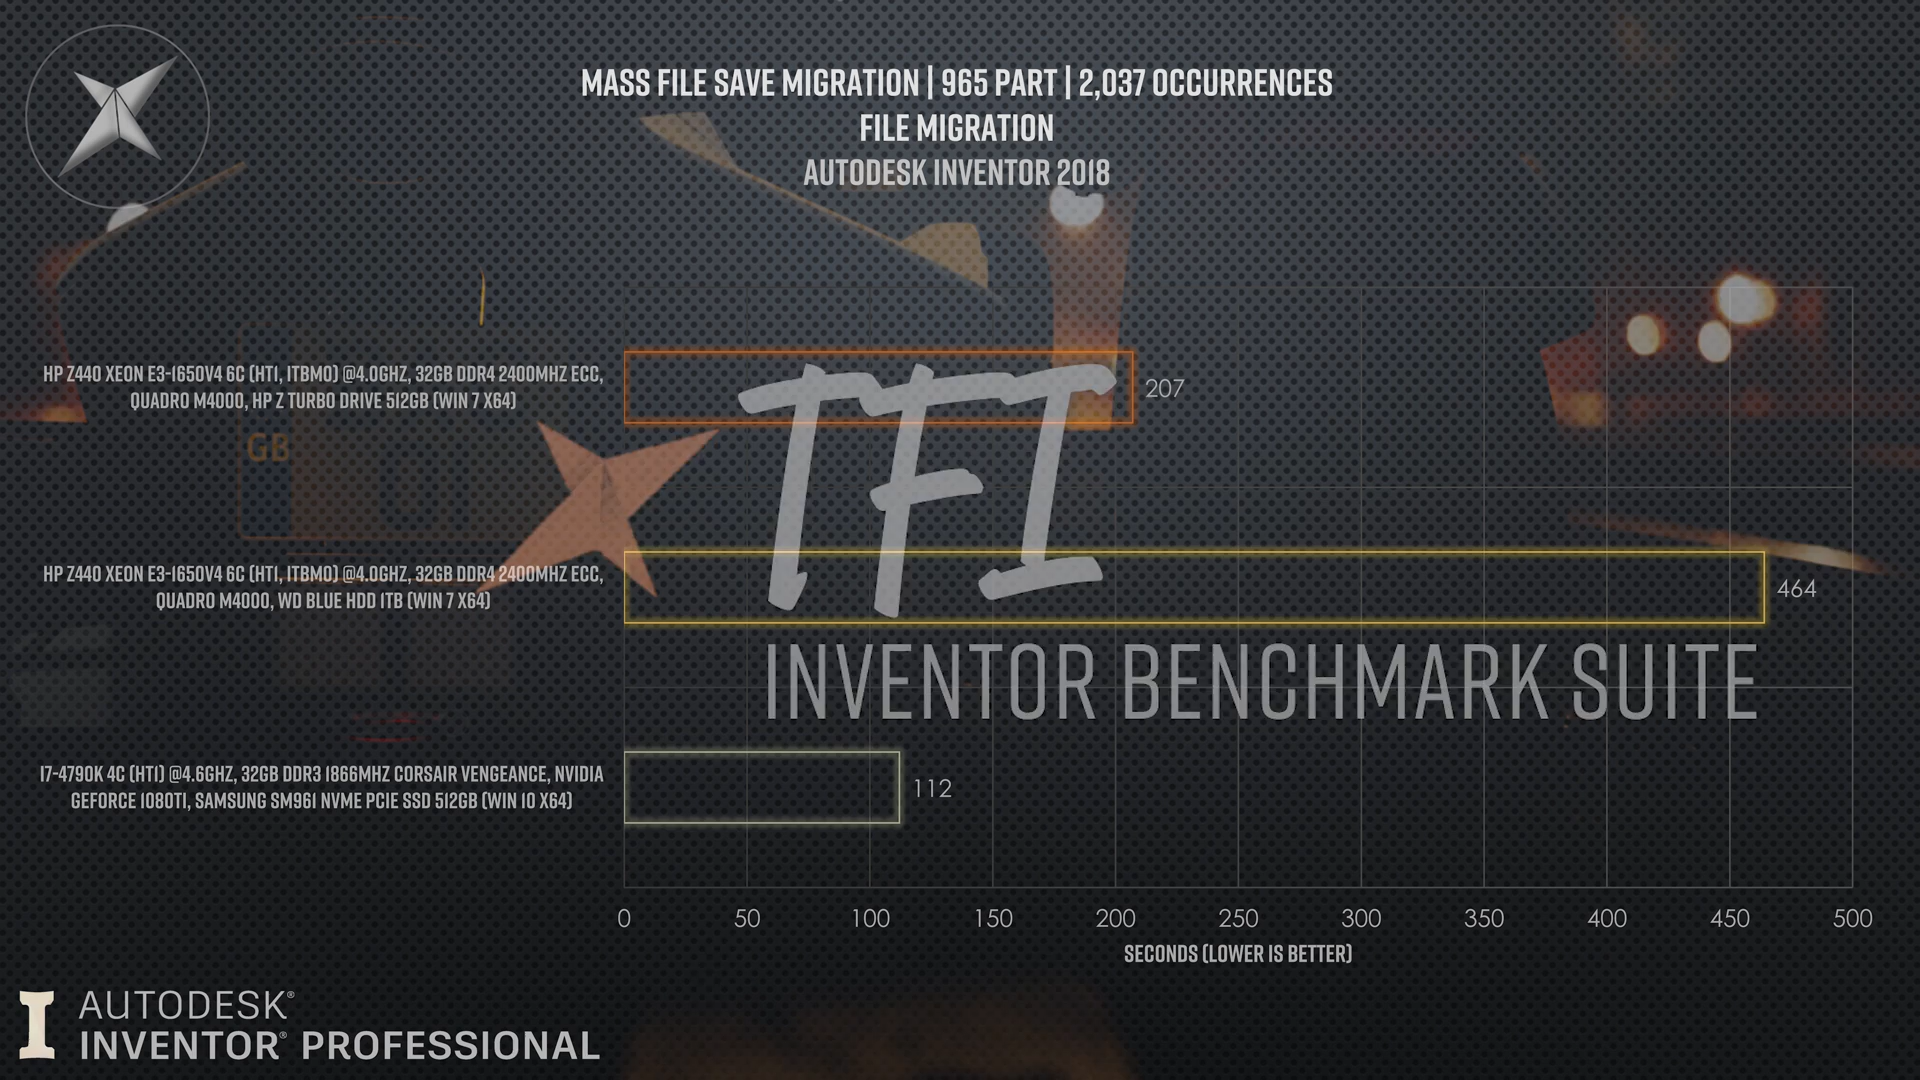 MASS FILE SAVE MIGRATION | 965 PART | 2,037 OCCURRENCES
FILE MIGRATION
AUTODESK INVENTOR 2018
HP Z440 XEON E3-1650V4 6C (HT1, ITBM0) @4.0GHZ, 32GB DDR4 2400MHZ ECC,
QUADRO M4000, HP Z TURBO DRIVE 512GB (WIN 7 X64)
207
GB
TFI
HP Z440 XEON E3-1650V4 6C (HT1, ITBM0) @4.0GHZ, 32GB DDR4 2400MHZ ECC,
QUADRO M4000, WD BLUE HDD 1TB (WIN 7 X64)
464
INVENTOR BENCHMARK SUITE
I7-4790K 4C (HT1) @4.6GHZ, 32GB DDR3 1866MHZ CORSAIR VENGEANCE, NVIDIA
GEFORCE 1080TI, SAMSUNG SM961 NVME PCIE SSD 512GB (WIN 10 X64)
112
0 50 100 150 200 250 300 350 400 450 500
SECONDS (LOWER IS BETTER)
AUTODESK®
INVENTOR® PROFESSIONAL